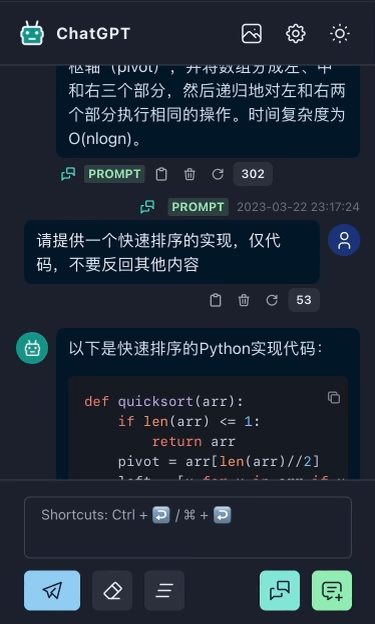 ChatGPT
枢轴（pivot），并将数组分成左、中
和右三个部分，然后递归地对左和右两
个部分执行相同的操作。时间复杂度为
O(nlogn)。
PROMPT 302
PROMPT 2023-03-22 23:17:24
请提供一个快速排序的实现，仅代
码，不要反回其他内容
53
以下是快速排序的Python实现代码：
def quicksort(arr):
if len(arr) <= 1:
return arr
pivot = arr[len(arr)//2]
left = [x for x in arr if x
Shortcuts: Ctrl + ↩️ / ⌘ + ↩️